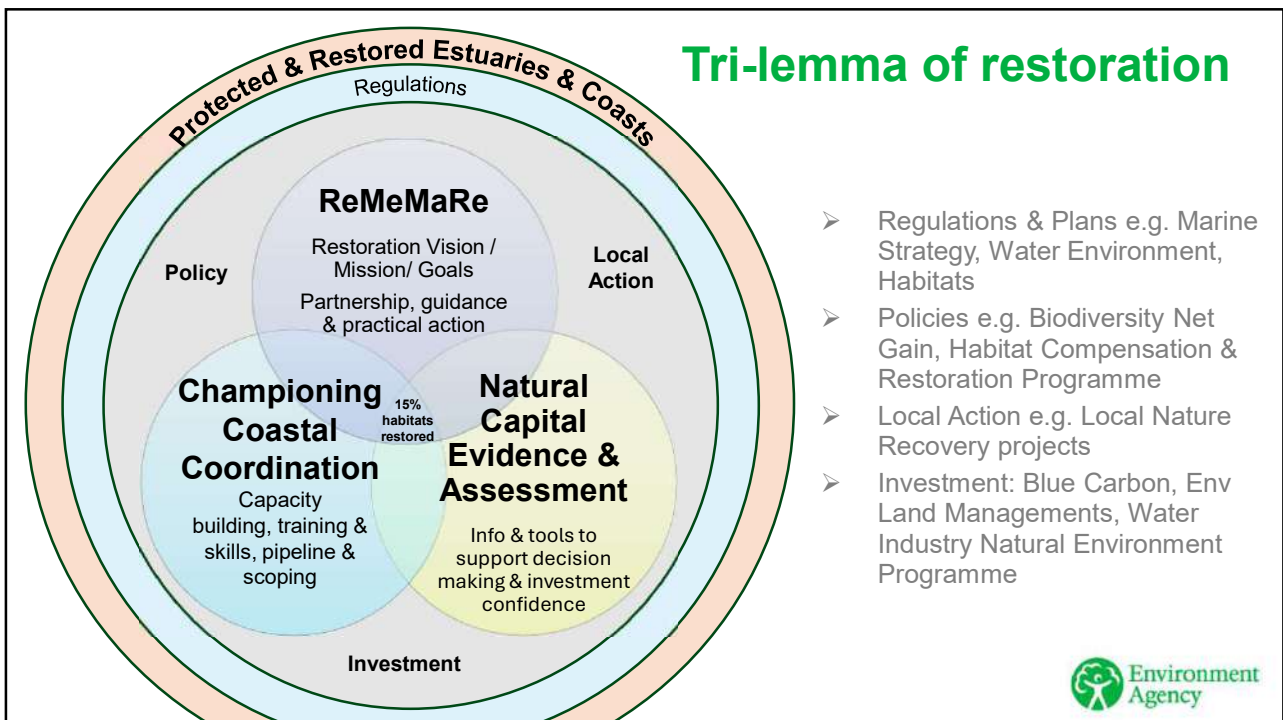 Tri-lemma of restoration
Protected & Restored Estuaries & Coasts
Regulations
ReMeMaRe
Restoration Vision /
Mission/ Goals
Partnership, guidance
& practical action
Policy
Local
Action
Championing
Coastal
Coordination
Capacity
building, training &
skills, pipeline &
scoping
15%
habitats
restored
Natural
Capital
Evidence &
Assessment
Info & tools to
support decision
making & investment
confidence
Investment
➢ Regulations & Plans e.g. Marine
Strategy, Water Environment,
Habitats
➢ Policies e.g. Biodiversity Net
Gain, Habitat Compensation &
Restoration Programme
➢ Local Action e.g. Local Nature
Recovery projects
➢ Investment: Blue Carbon, Env
Land Managements, Water
Industry Natural Environment
Programme
Environment
Agency